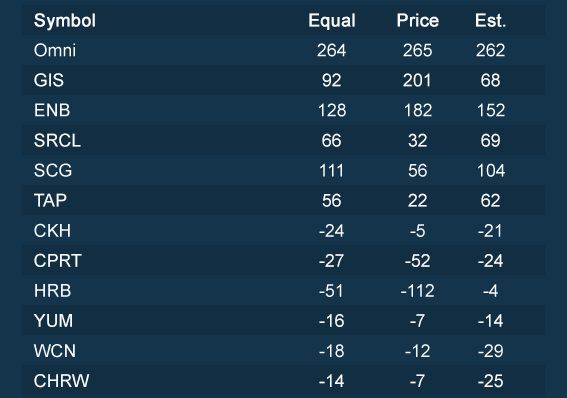 Symbol Equal Price Est.
Omni 264 265 262
GIS 92 201 68
ENB 128 182 152
SRCL 66 32 69
SCG 111 56 104
TAP 56 22 62
CKH -24 -5 -21
CPRT -27 -52 -24
HRB -51 -112 -4
YUM -16 -7 -14
WCN -18 -12 -29
CHRW -14 -7 -25